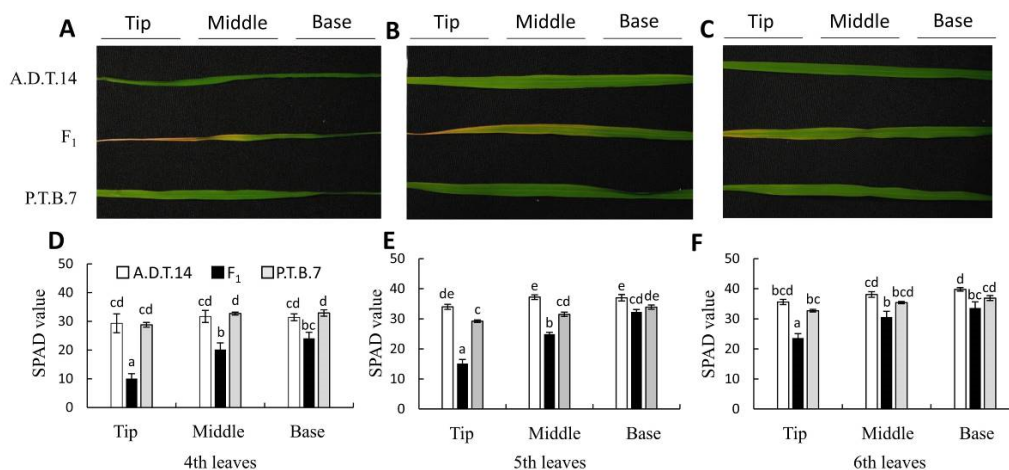 A Tip Middle Base
B Tip Middle Base
C Tip Middle Base
A.D.T.14
F1
P.T.B.7
D
SPAD value
50
40
30
20
10
0
A.D.T.14 F1 P.T.B.7
cd a cd
cd b d
cd bc d
Tip Middle Base
4th leaves
E
SPAD value
50
40
30
20
10
0
de a c
e b cd
e cd de
Tip Middle Base
5th leaves
F
SPAD value
50
40
30
20
10
0
bcd a bc
cd b bcd
d bc cd
Tip Middle Base
6th leaves